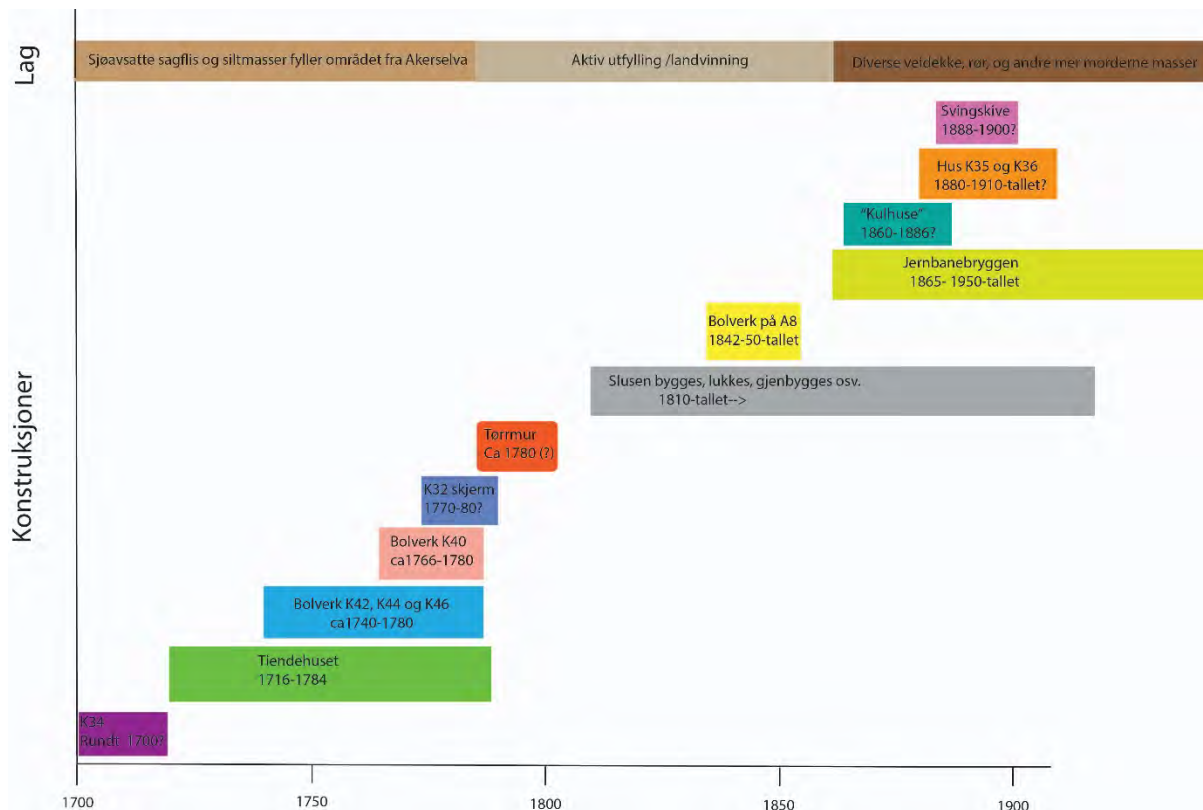 Lag
Sjøavsatte sagflis og siltmasser fyller området fra Akerselva
Aktiv utfylling /landvinning
Diverse veidekke, rør, og andre mer morderne masser
Svingskive
1888-1900?
Hus K35 og K36
1880-1910-tallet?
"Kulhuse"
1860-1886?
Jernbanebryggen
1865- 1950-tallet
Bolverk på A8
1842-50-tallet
Slusen bygges, lukkes, gjenbygges osv.
1810-tallet-->
Tørrmur
Ca 1780 (?)
K32 skjerm
1770-80?
Konstruksjoner
Bolverk K40
ca1766-1780
Bolverk K42, K44 og K46
ca1740-1780
Tiendehuset
1716-1784
K34
Rundt 1700?
1700
1750
1800
1850
1900